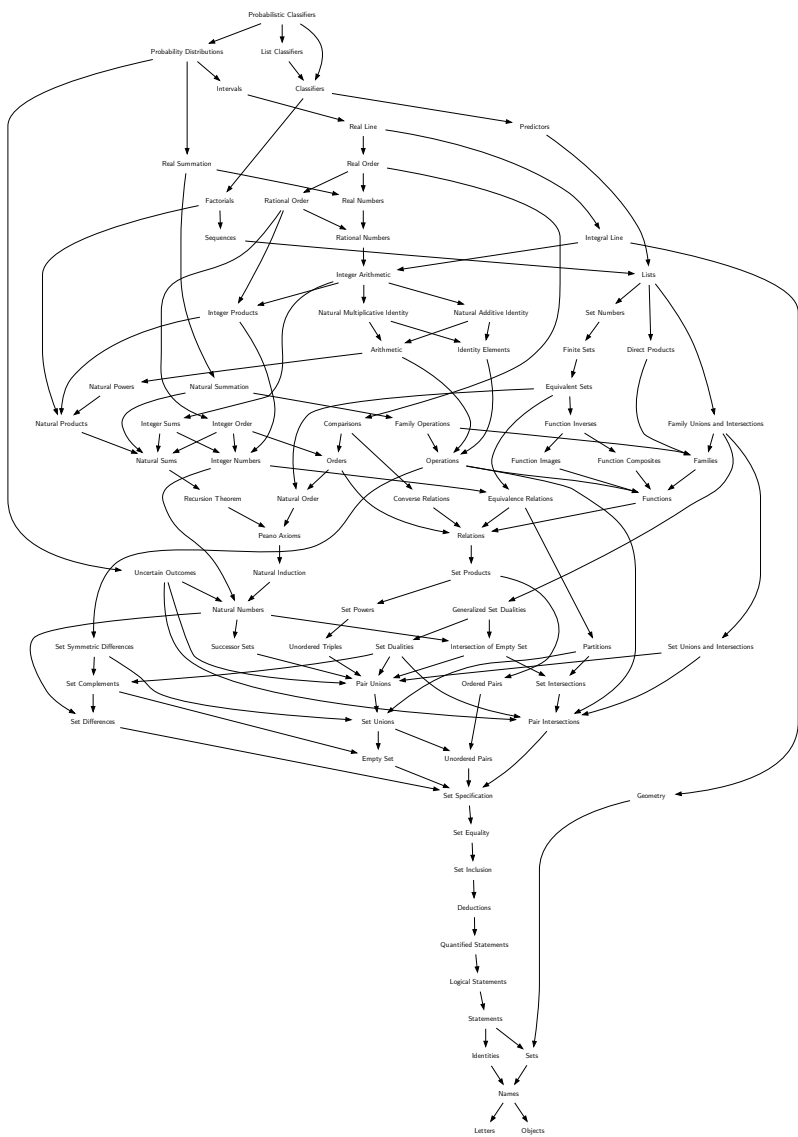 Probabilistic Classifiers
Probability Distributions
List Classifiers
Intervals
Classifiers
Real Line
Predictors
Real Summation
Real Order
Factorials
Rational Order
Real Numbers
Sequences
Rational Numbers
Integral Line
Integer Arithmetic
Lists
Integer Products
Natural Multiplicative Identity
Natural Additive Identity
Set Numbers
Arithmetic
Identity Elements
Finite Sets
Direct Products
Natural Powers
Natural Summation
Equivalent Sets
Natural Products
Integer Sums
Integer Order
Comparisons
Family Operations
Function Inverses
Family Unions and Intersections
Natural Sums
Integer Numbers
Orders
Operations
Function Images
Function Composites
Families
Recursion Theorem
Natural Order
Converse Relations
Equivalence Relations
Functions
Peano Axioms
Relations
Uncertain Outcomes
Natural Induction
Set Products
Natural Numbers
Set Powers
Generalized Set Dualities
Set Symmetric Differences
Successor Sets
Unordered Triples
Set Dualities
Intersection of Empty Set
Partitions
Set Unions and Intersections
Set Complements
Pair Unions
Ordered Pairs
Set Intersections
Set Differences
Set Unions
Pair Intersections
Empty Set
Unordered Pairs
Set Specification
Geometry
Set Equality
Set Inclusion
Deductions
Quantified Statements
Logical Statements
Statements
Identities
Sets
Names
Letters
Objects